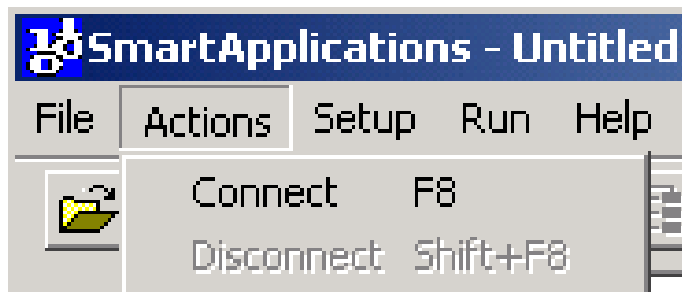 SmartApplications - Untitled
File Actions Setup Run Help
Connect F8
Disconnect Shift+F8